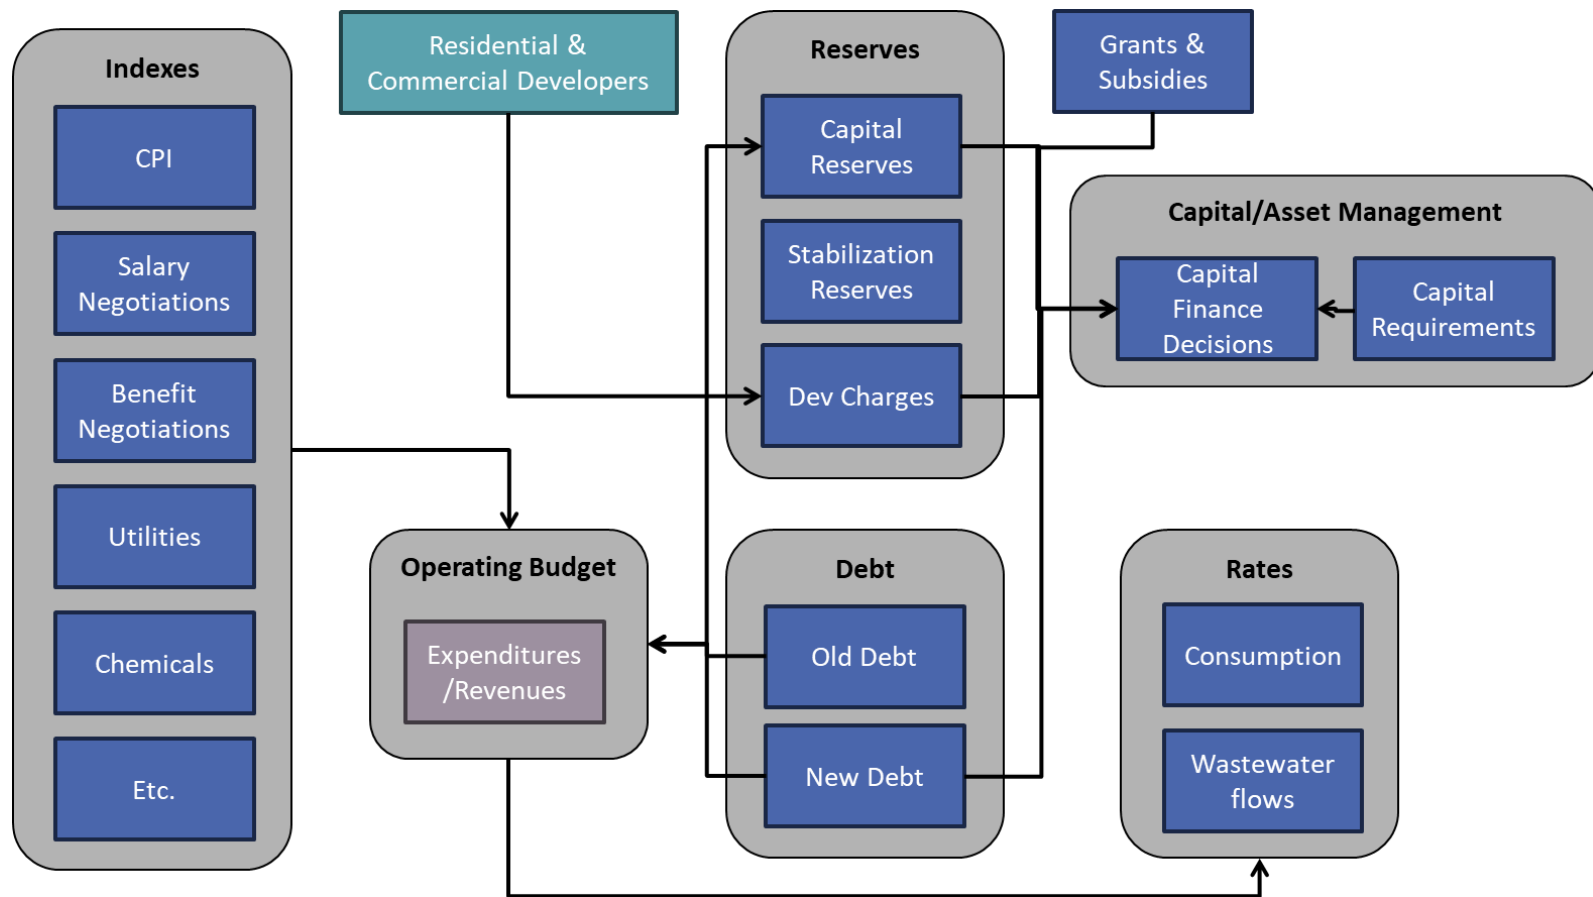 Indexes
CPI
Salary
Negotiations
Benefit
Negotiations
Utilities
Chemicals
Etc.
Residential &
Commercial Developers
Operating Budget
Expenditures
/Revenues
Reserves
Capital
Reserves
Stabilization
Reserves
Dev Charges
Debt
Old Debt
New Debt
Grants &
Subsidies
Capital/Asset Management
Capital
Finance
Decisions
Capital
Requirements
Rates
Consumption
Wastewater
flows